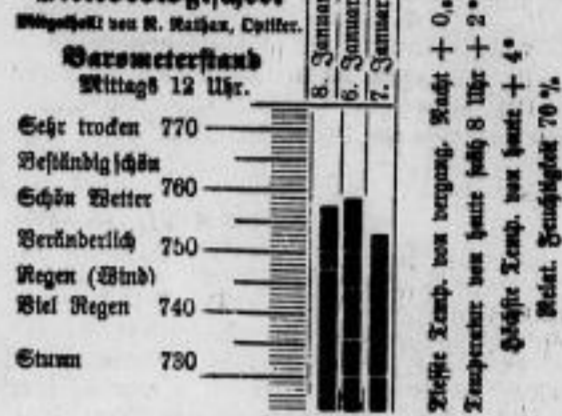 Mitgetheilt von R. Nathan, Optiker.
Barometerstand
Mittags 12 Uhr.
8. Januar
6. Januar
7. Januar
Sehr trocken 770
Beständig schön
Schön Wetter 760
Veränderlich 750
Regen (Wind)
Viel Regen 740
Sturm 730
Tiefste Temp. von vergang. Nacht + 0,
Temperatur von heute früh 8 Uhr + 2°
Höchste Temp. von heute + 4°
Relat. Feuchtigkeit 70 %